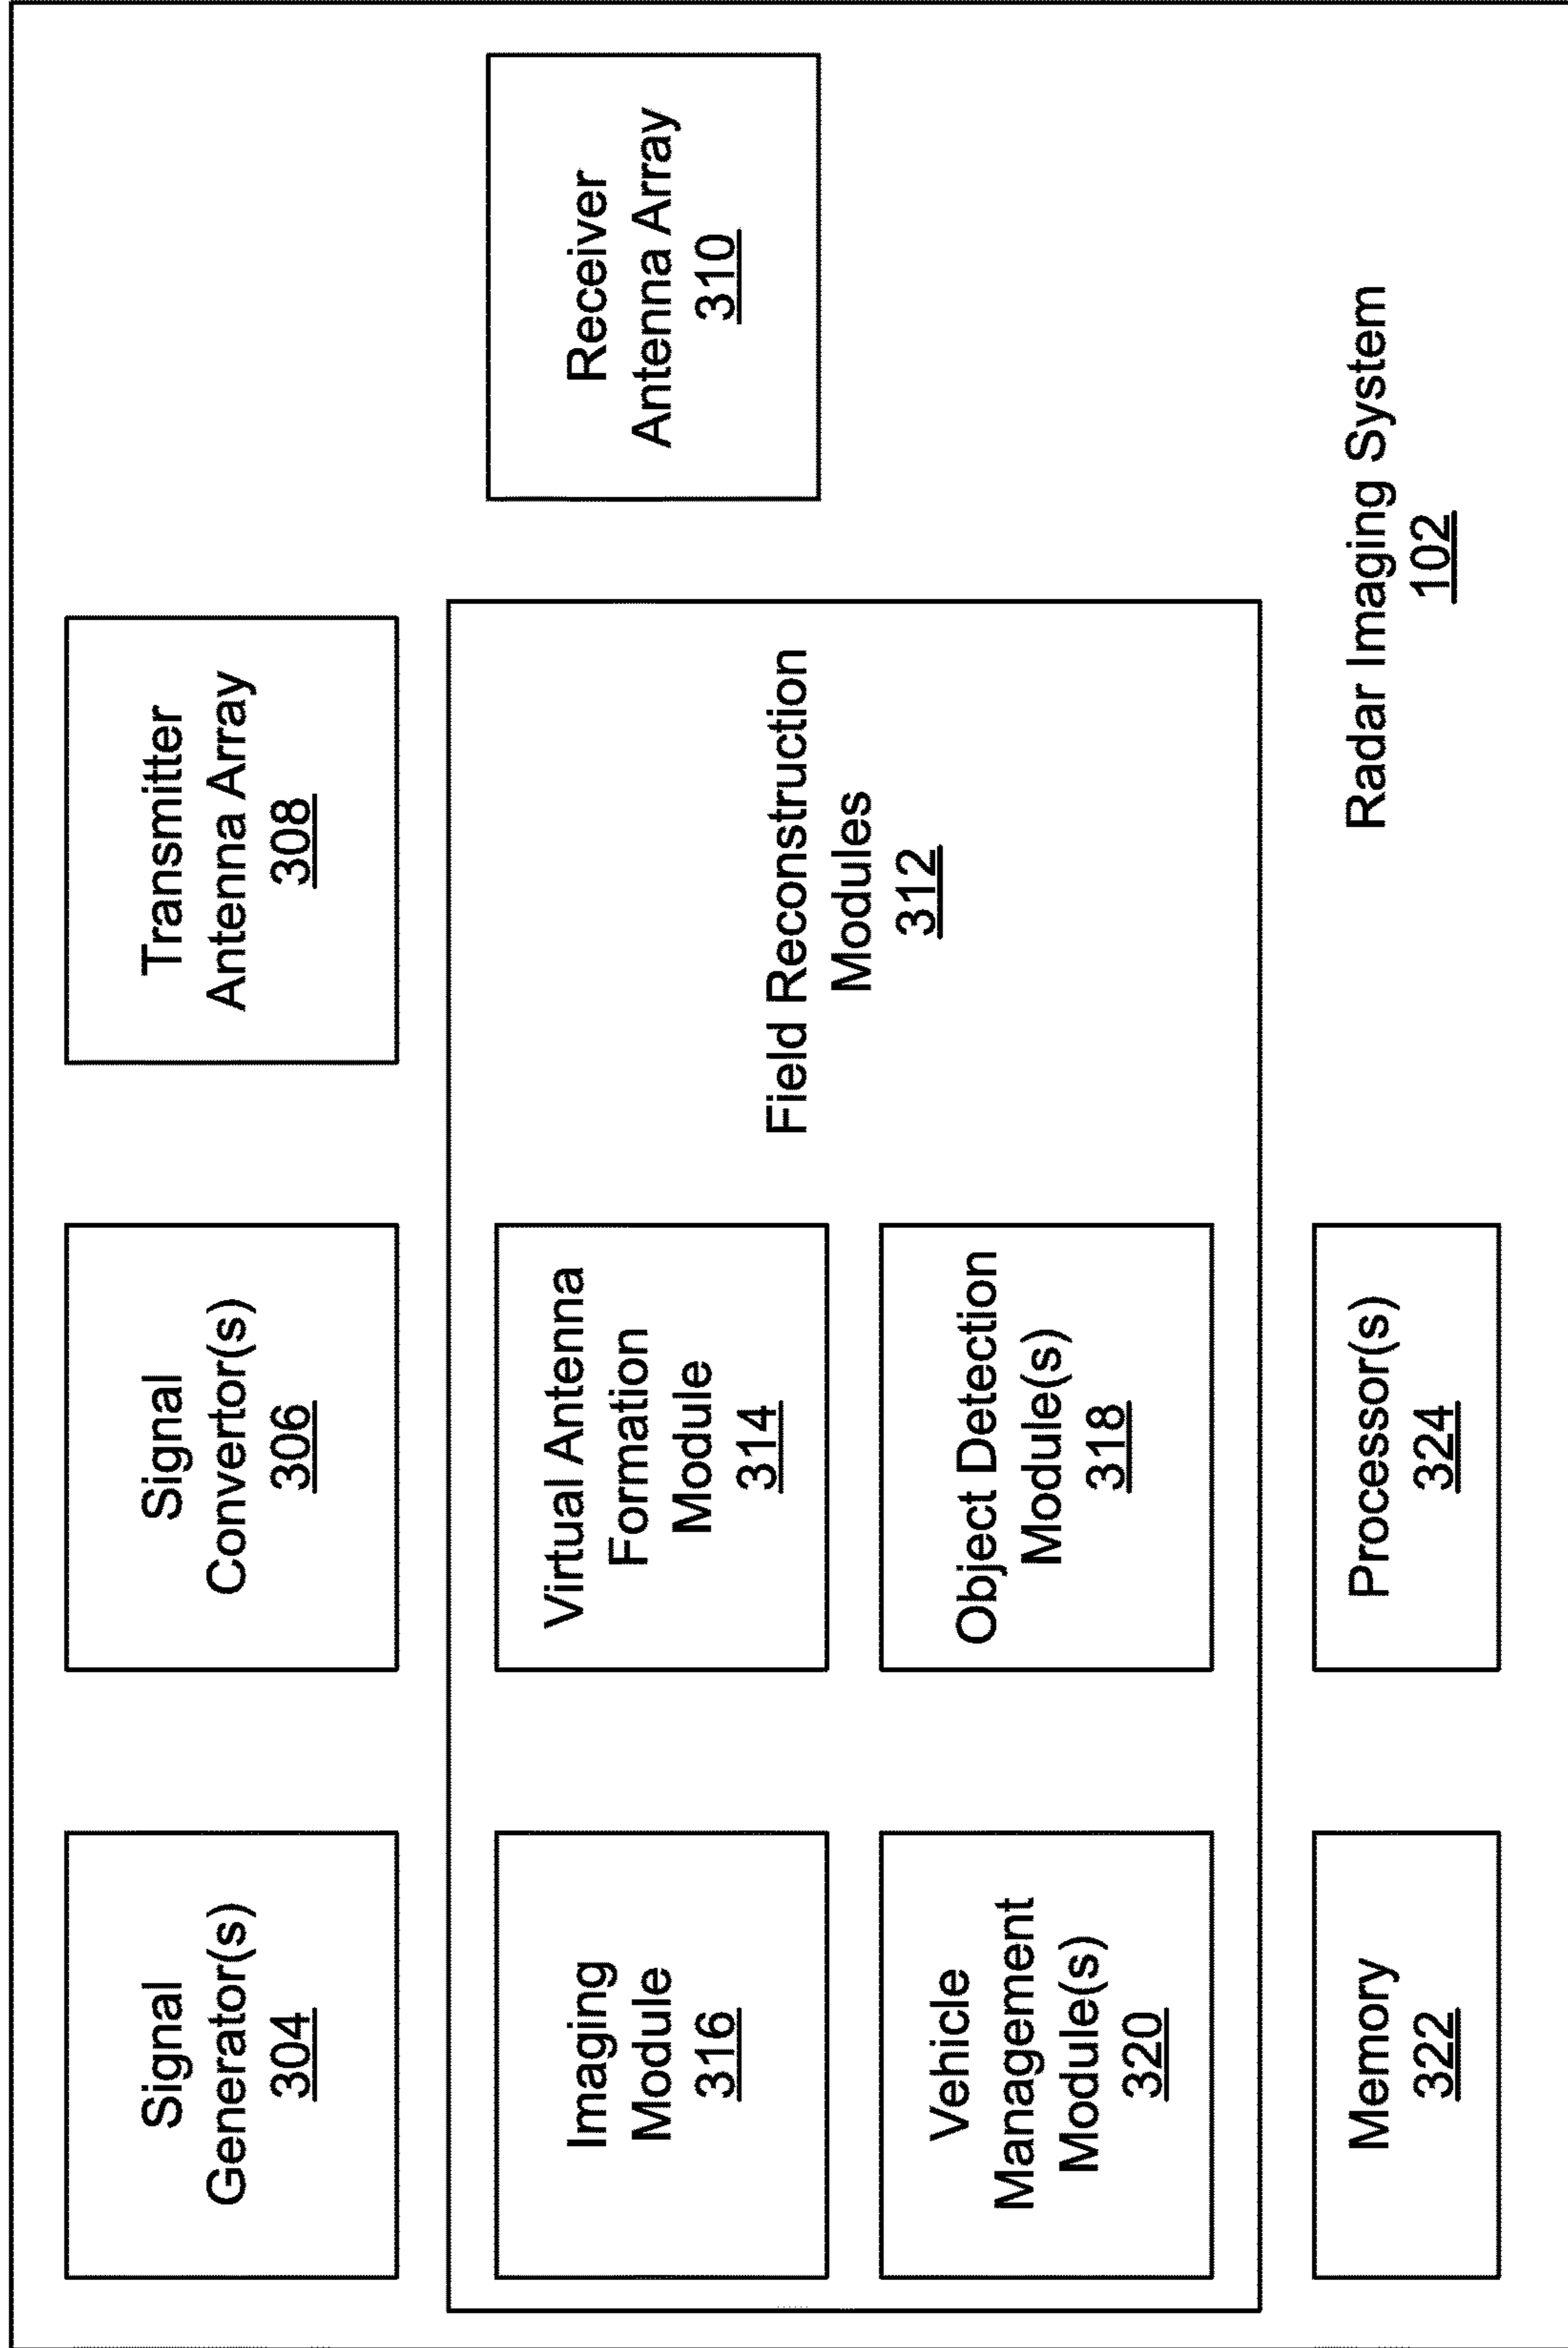 Signal
Generator(s)
304
Signal
Convertor(s)
306
Transmitter
Antenna Array
308
Receiver
Antenna Array
310
Imaging
Module
316
Virtual Antenna
Formation
Module
314
Field Reconstruction
Modules
312
Vehicle
Management
Module(s)
320
Object Detection
Module(s)
318
Memory
322
Processor(s)
324
Radar Imaging System
102